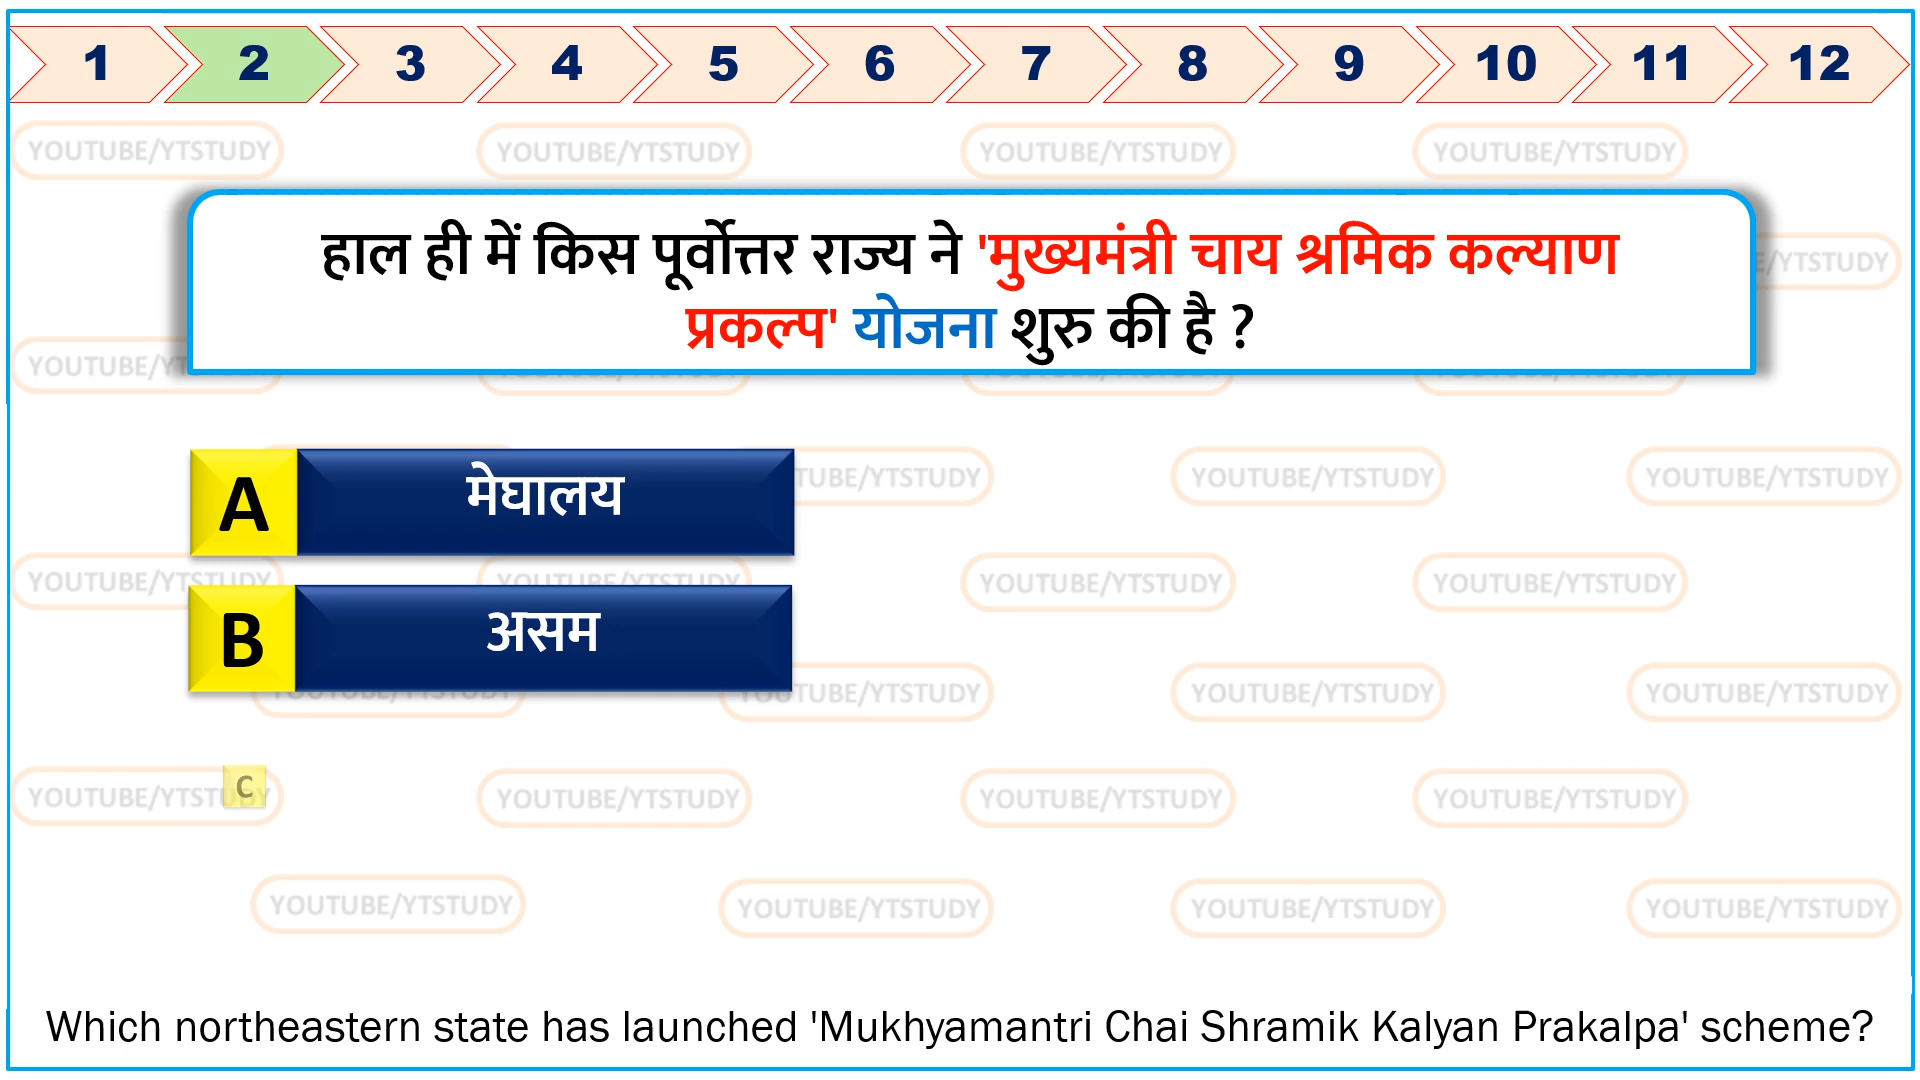 1 2 3 4 5 6 7 8 9 10 11 12
YOUTUBE/YTSTUDY YOUTUBE/YTSTUDY YOUTUBE/YTSTUDY YOUTUBE/YTSTUDY
हाल ही में किस पूर्वोत्तर राज्य ने 'मुख्यमंत्री चाय श्रमिक कल्याण
प्रकल्प' योजना शुरु की है ?
A मेघालय
YOUTUBE/YTSTUDY YOUTUBE/YTSTUDY
YOUTUBE/YTSTUDY YOUTUBE/YTSTUDY YOUTUBE/YTSTUDY YOUTUBE/YTSTUDY
B असम
YOUTUBE/YTSTUDY YOUTUBE/YTSTUDY
C
YOUTUBE/YTSTUDY YOUTUBE/YTSTUDY YOUTUBE/YTSTUDY YOUTUBE/YTSTUDY
YOUTUBE/YTSTUDY YOUTUBE/YTSTUDY YOUTUBE/YTSTUDY YOUTUBE/YTSTUDY
Which northeastern state has launched 'Mukhyamantri Chai Shramik Kalyan Prakalpa' scheme?